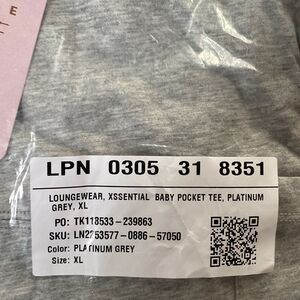 LPN 0305 31 8351
LOUNGEWEAR, XSSENTIAL BABY POCKET TEE, PLATINUM
GREY, XL
PO: TK118533-239863
SKU: LN2253577-0886-57050
Color: PLATINUM GREY
Size: XL